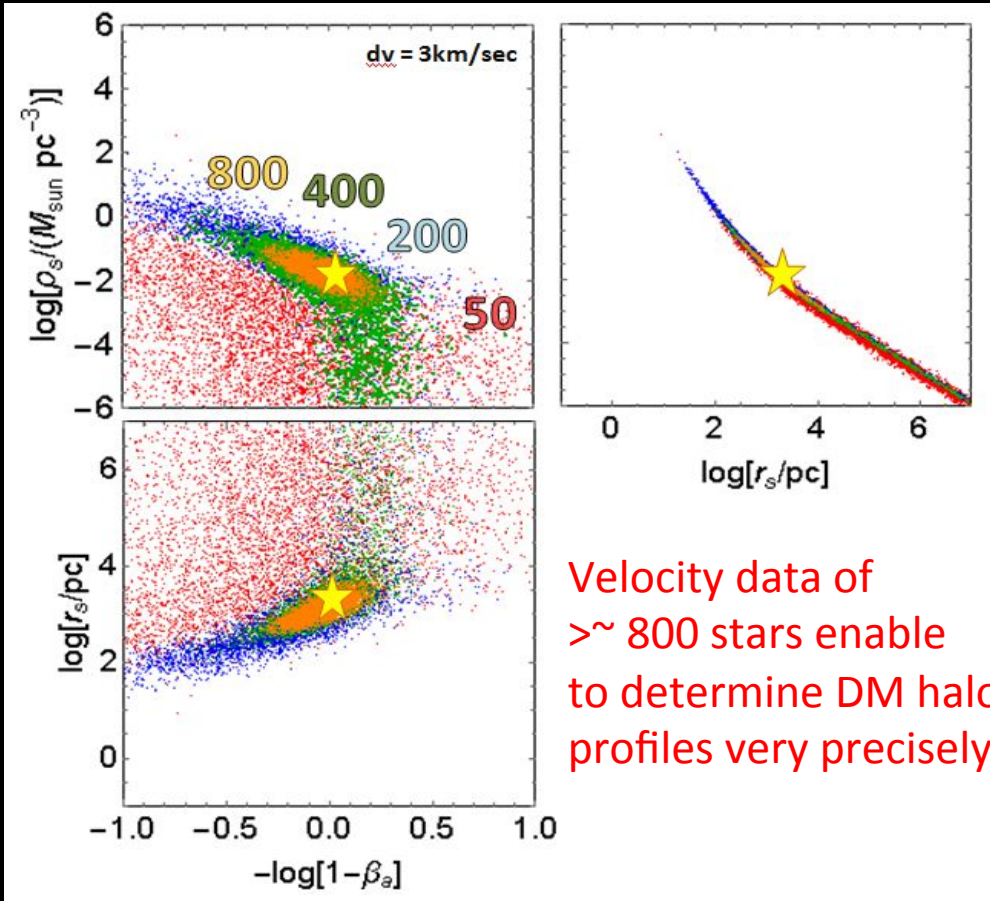 dv = 3km/sec
log[ρₛ/(M_sun pc⁻³)]
6
4
2
0
−2
−4
−6
800
400
200
50
0 2 4 6
log[rₛ/pc]
log[rₛ/pc]
6
4
2
0
−1.0 −0.5 0.0 0.5 1.0
−log[1−βₐ]
Velocity data of
>~ 800 stars enable
to determine DM halo
profiles very precisely